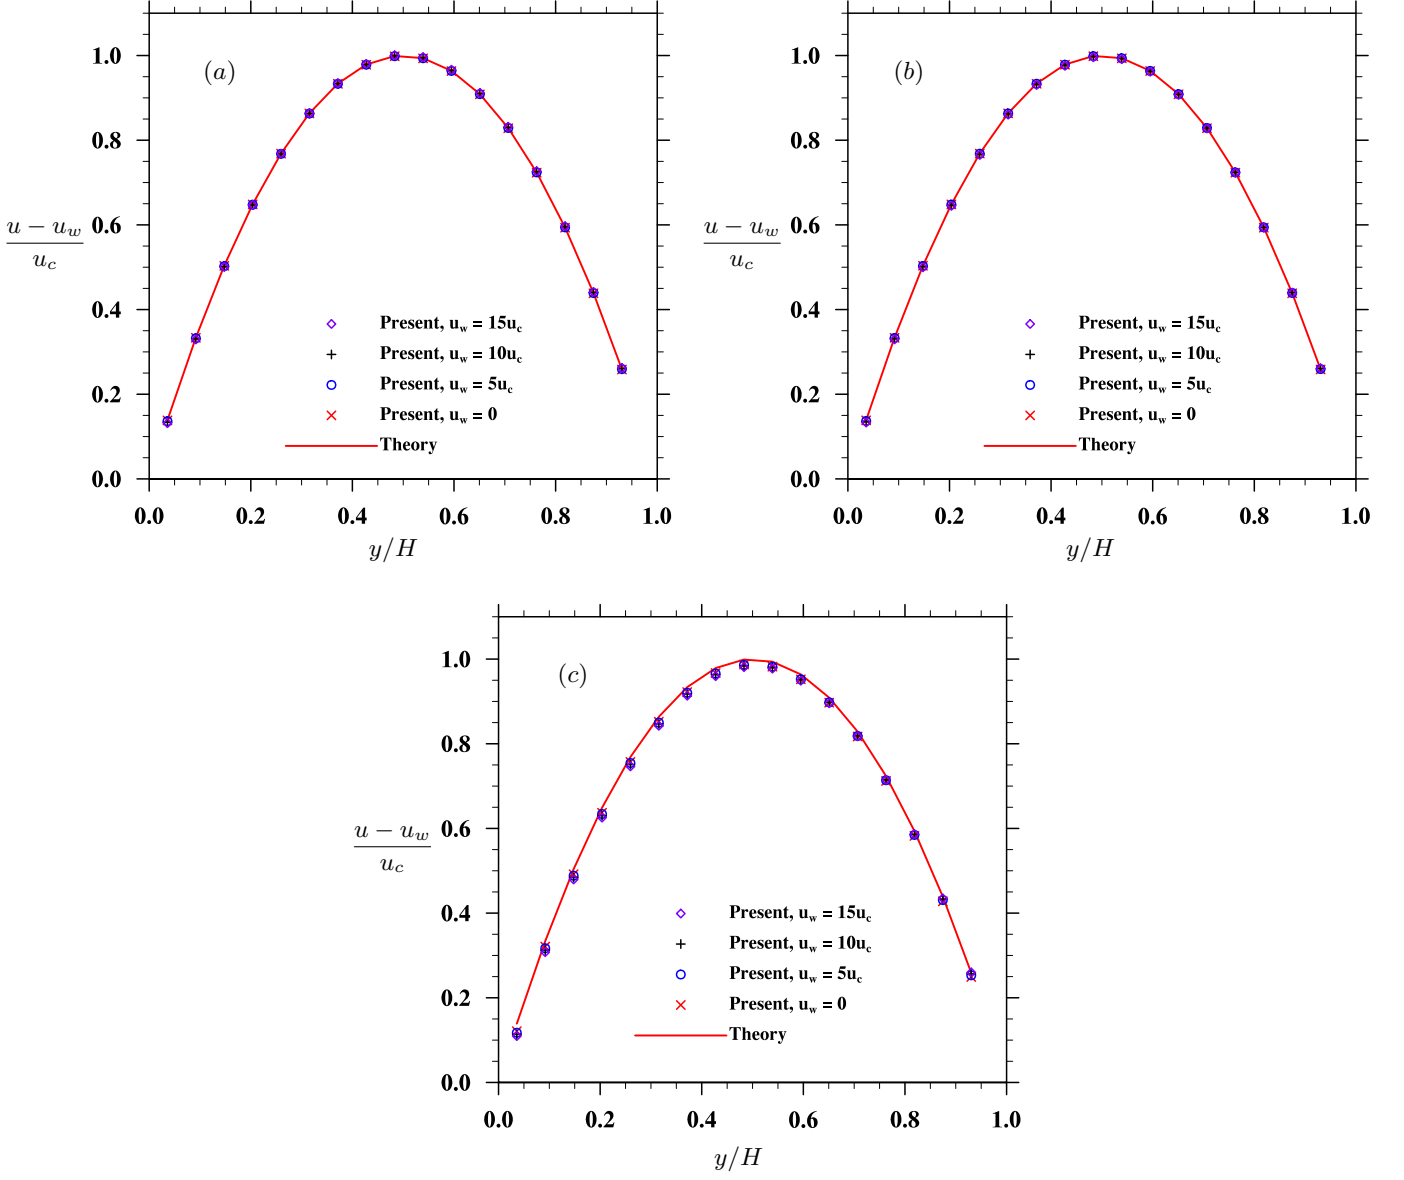 (a)
1.0
0.8
0.6
0.4
0.2
0.0
u − u_w
u_c
Present, u_w = 15u_c
Present, u_w = 10u_c
Present, u_w = 5u_c
Present, u_w = 0
Theory
0.0 0.2 0.4 0.6 0.8 1.0
y/H
(b)
1.0
0.8
0.6
0.4
0.2
0.0
u − u_w
u_c
Present, u_w = 15u_c
Present, u_w = 10u_c
Present, u_w = 5u_c
Present, u_w = 0
Theory
0.0 0.2 0.4 0.6 0.8 1.0
y/H
(c)
1.0
0.8
0.6
0.4
0.2
0.0
u − u_w
u_c
Present, u_w = 15u_c
Present, u_w = 10u_c
Present, u_w = 5u_c
Present, u_w = 0
Theory
0.0 0.2 0.4 0.6 0.8 1.0
y/H